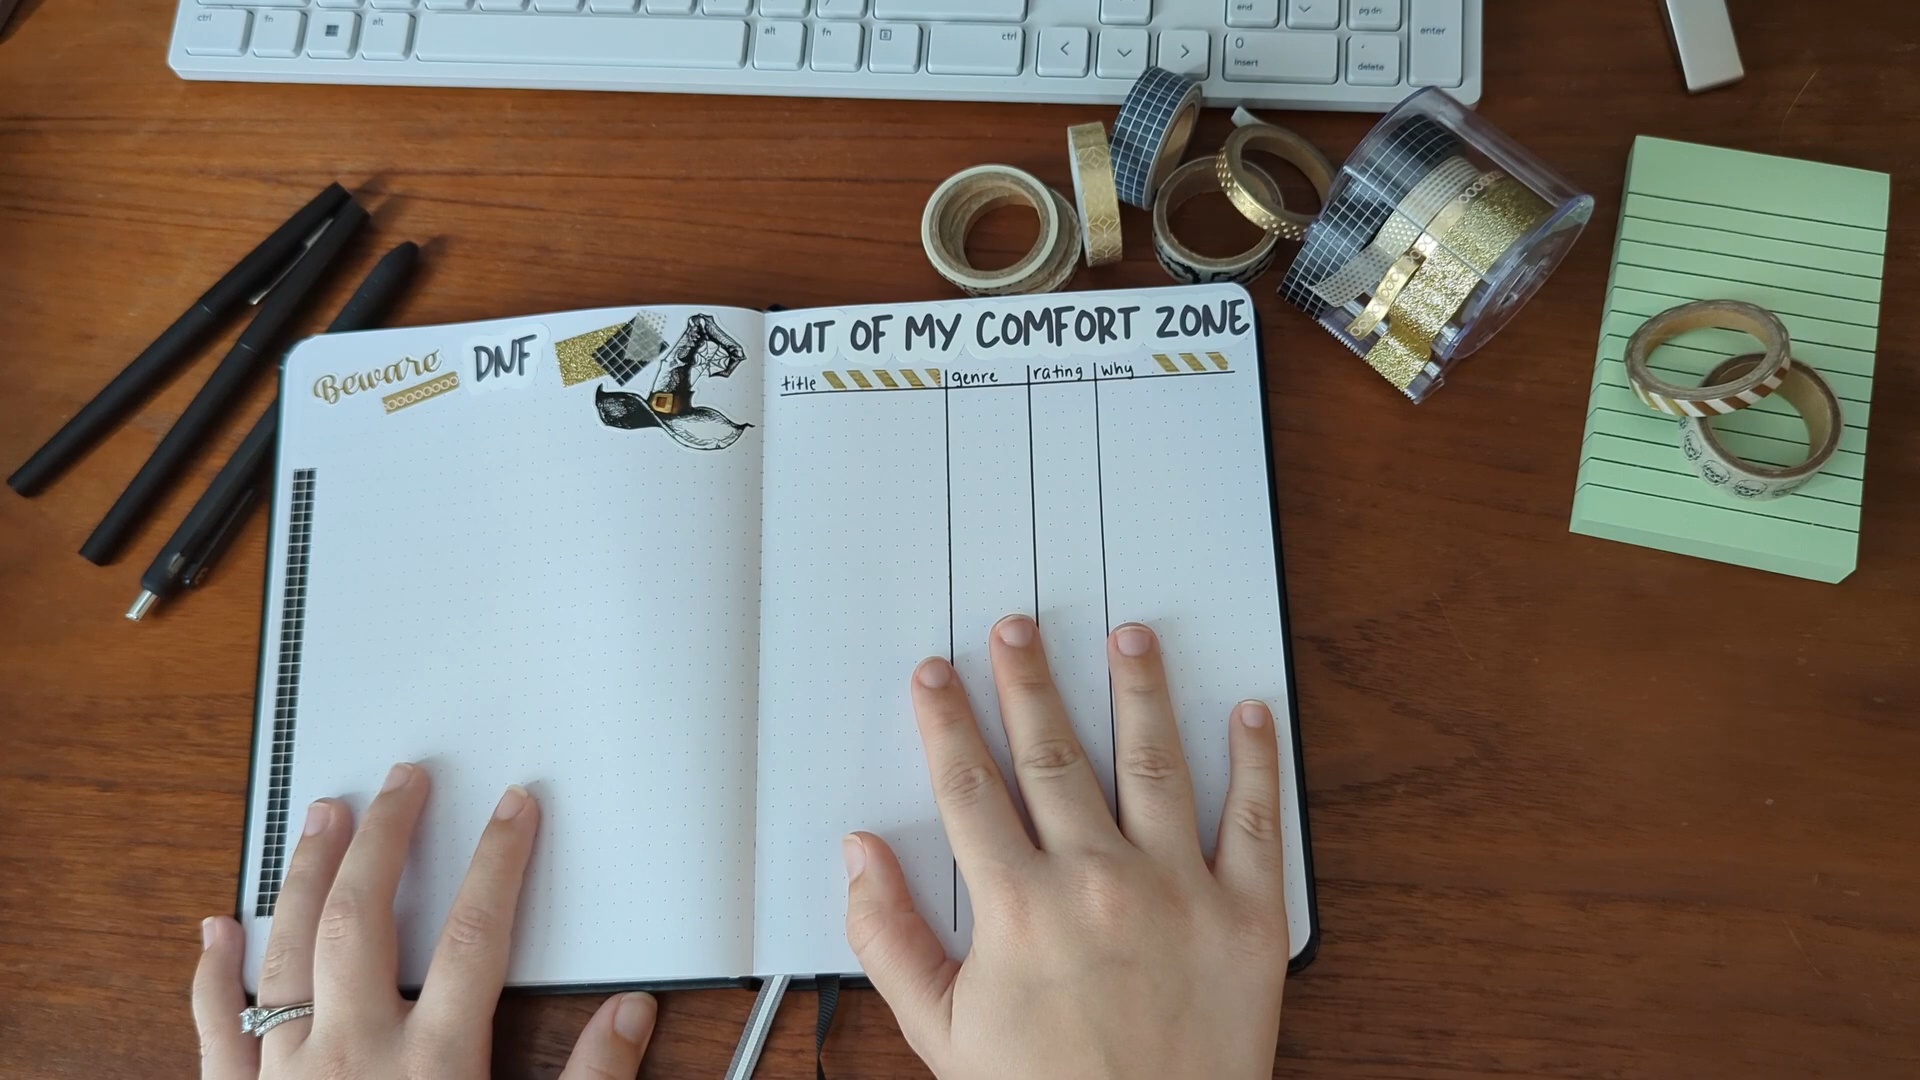 ctrl
fn
alt
alt
fn
ctrl
end
pg dn
0
insert
.
delete
enter
Beware DNF
OUT OF MY COMFORT ZONE
title genre rating why